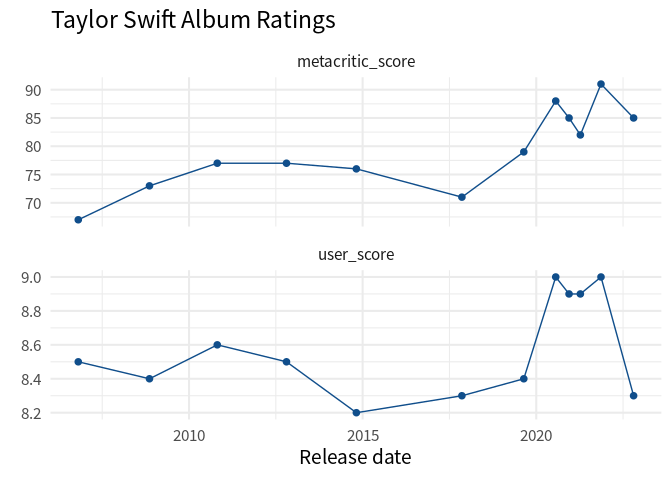 Taylor Swift Album Ratings
metacritic_score
90
85
80
75
70
user_score
9.0
8.8
8.6
8.4
8.2
2010 2015 2020
Release date